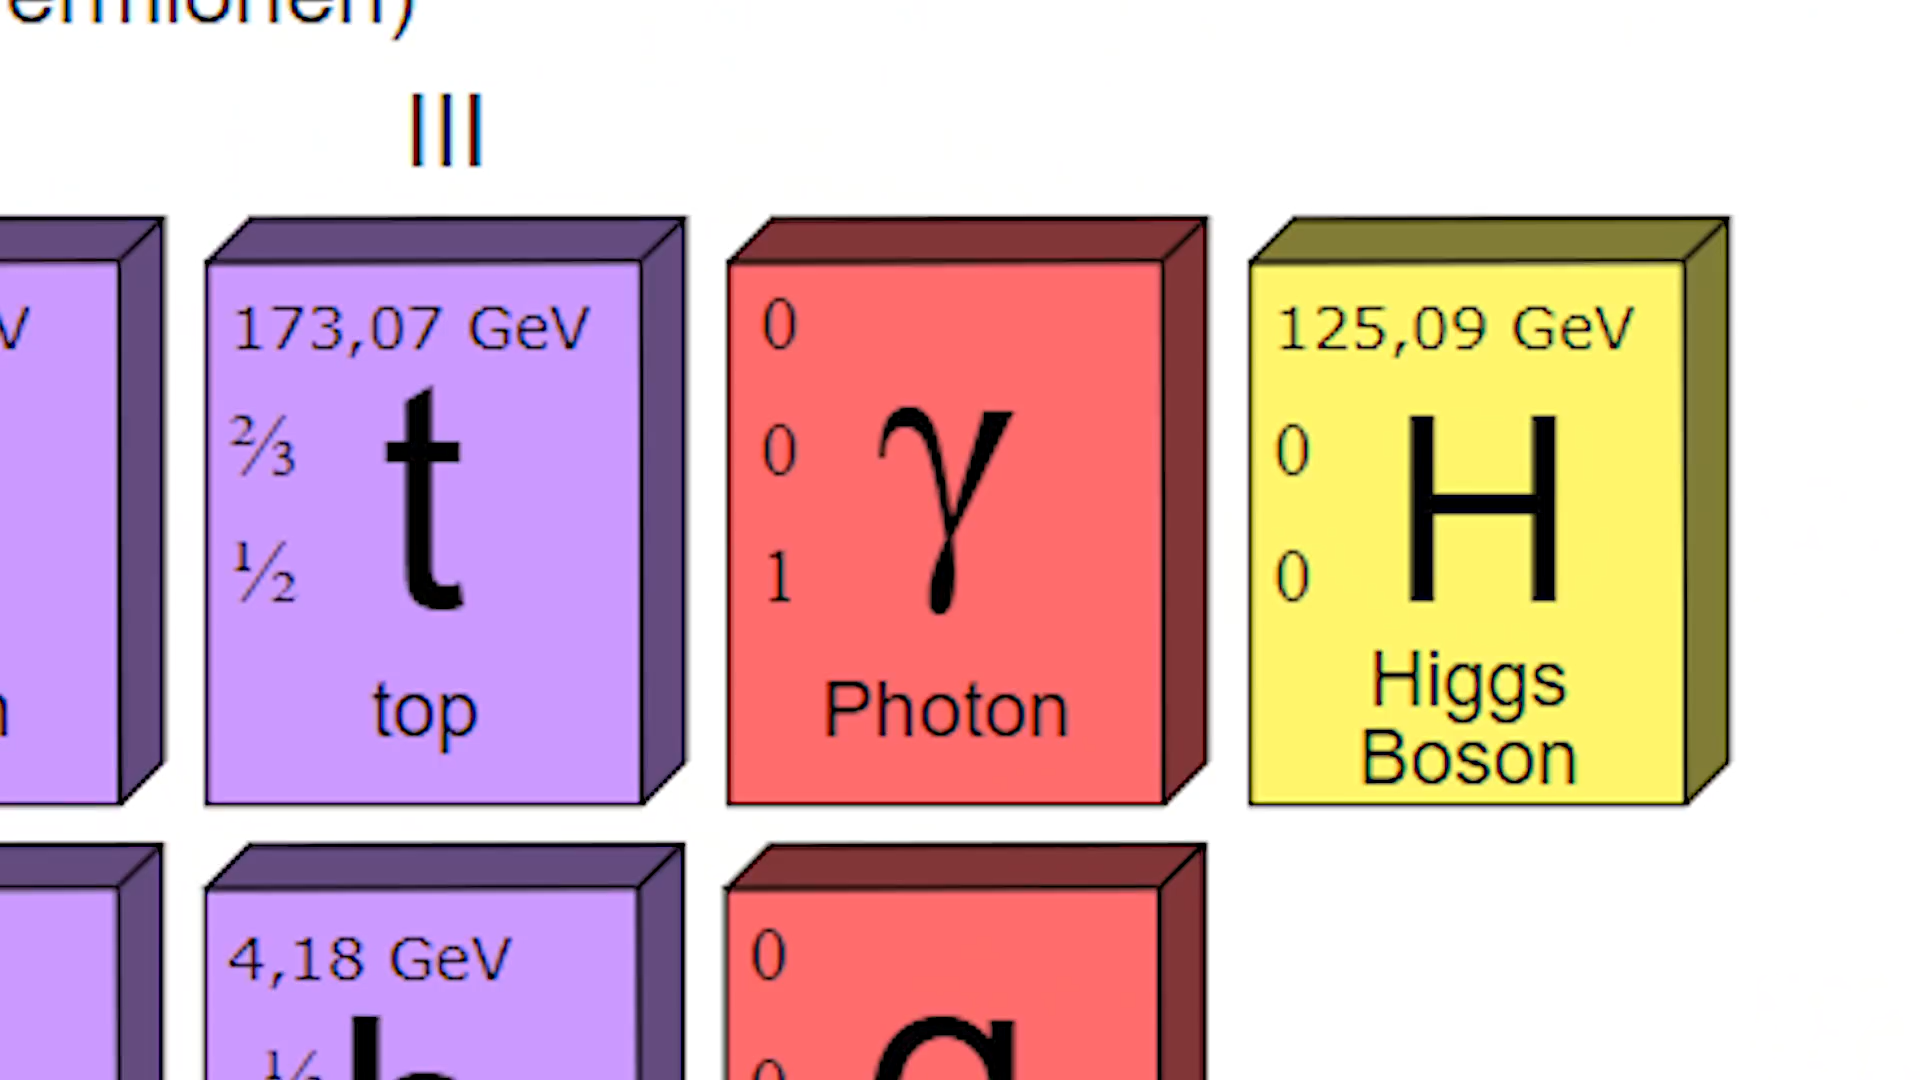 ermionen)
III
V
173,07 GeV
0
125,09 GeV
⅔
t
0
γ
0
H
½
1
0
top
Photon
Higgs
Boson
4,18 GeV
0